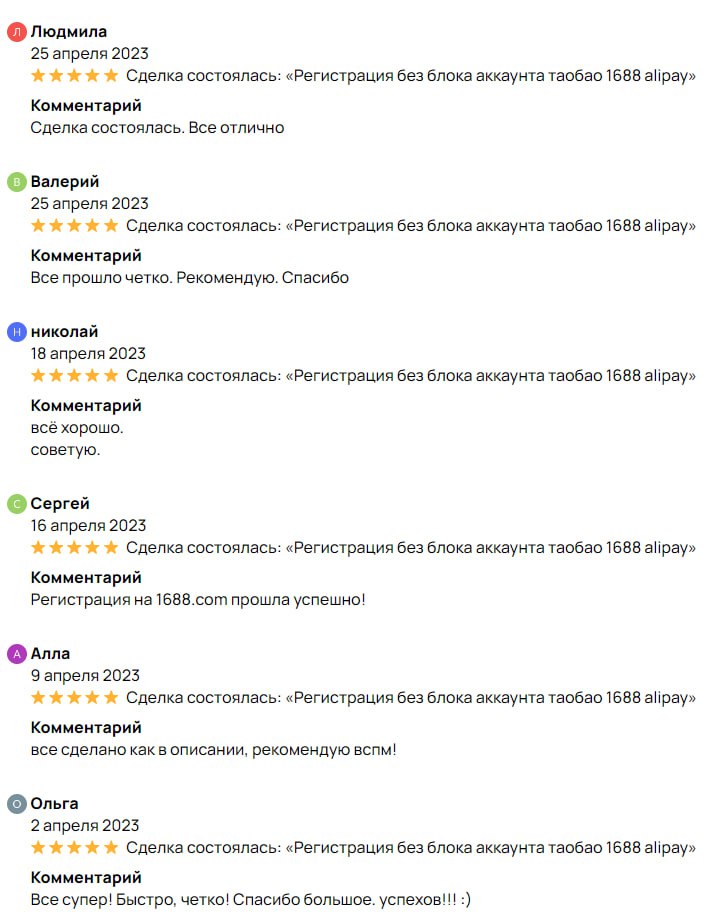 Л Людмила
25 апреля 2023
Сделка состоялась: «Регистрация без блока аккаунта таобао 1688 alipay»
Комментарий
Сделка состоялась. Все отлично
В Валерий
25 апреля 2023
Сделка состоялась: «Регистрация без блока аккаунта таобао 1688 alipay»
Комментарий
Все прошло четко. Рекомендую. Спасибо
Н николай
18 апреля 2023
Сделка состоялась: «Регистрация без блока аккаунта таобао 1688 alipay»
Комментарий
всё хорошо.
советую.
С Сергей
16 апреля 2023
Сделка состоялась: «Регистрация без блока аккаунта таобао 1688 alipay»
Комментарий
Регистрация на 1688.com прошла успешно!
А Алла
9 апреля 2023
Сделка состоялась: «Регистрация без блока аккаунта таобао 1688 alipay»
Комментарий
все сделано как в описании, рекомендую вспм!
О Ольга
2 апреля 2023
Сделка состоялась: «Регистрация без блока аккаунта таобао 1688 alipay»
Комментарий
Все супер! Быстро, четко! Спасибо большое. успехов!!! :)